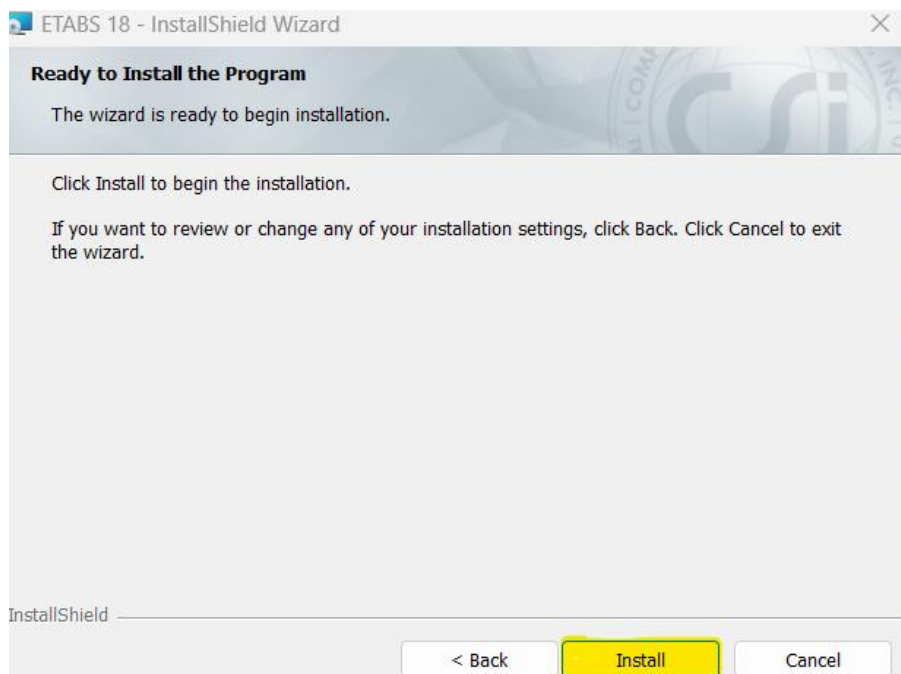 ETABS 18 - InstallShield Wizard
Ready to Install the Program
The wizard is ready to begin installation.
CSi
Click Install to begin the installation.
If you want to review or change any of your installation settings, click Back. Click Cancel to exit
the wizard.
InstallShield
< Back
Install
Cancel